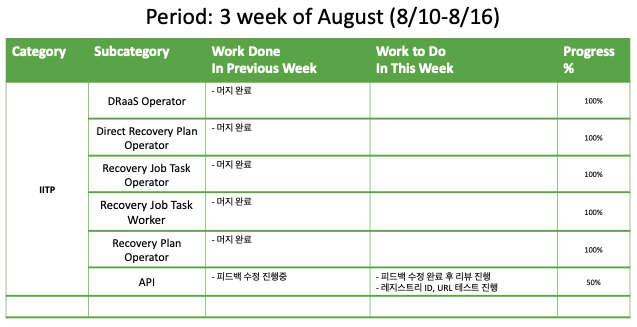 Period: 3 week of August (8/10-8/16)
Category
Subcategory
Work Done
In Previous Week
Work to Do
In This Week
Progress
%
IITP
DRaaS Operator
- 머지 완료
100%
Direct Recovery Plan
Operator
- 머지 완료
100%
Recovery Job Task
Operator
- 머지 완료
100%
Recovery Job Task
Worker
- 머지 완료
100%
Recovery Plan
Operator
- 머지 완료
100%
API
- 피드백 수정 진행중
- 피드백 수정 완료 후 리뷰 진행
- 레지스트리 ID, URL 테스트 진행
50%